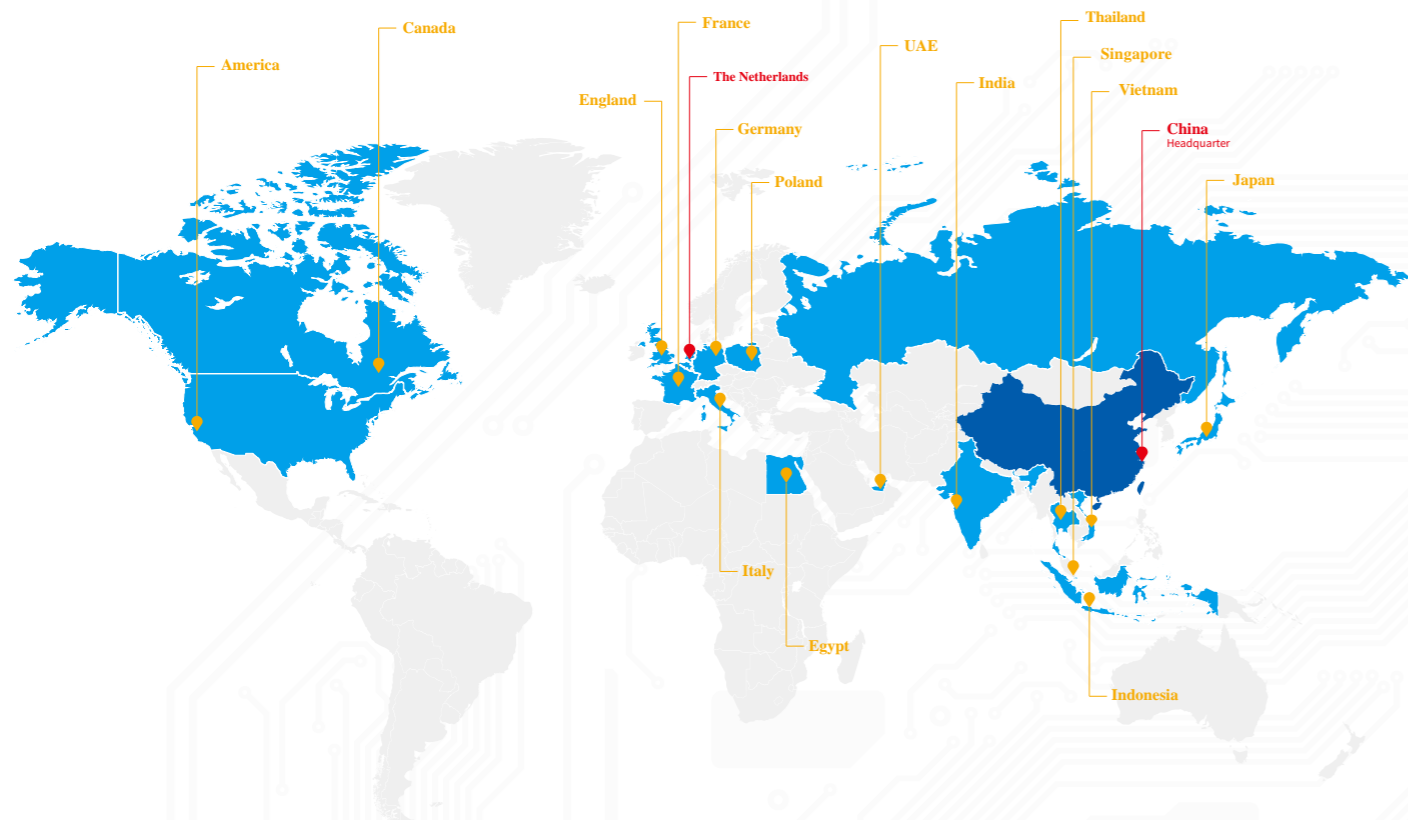 Thailand
France
Canada
UAE
Singapore
America
The Netherlands
India
Vietnam
England
Germany
China
Headquarter
Poland
Japan
Italy
Egypt
Indonesia